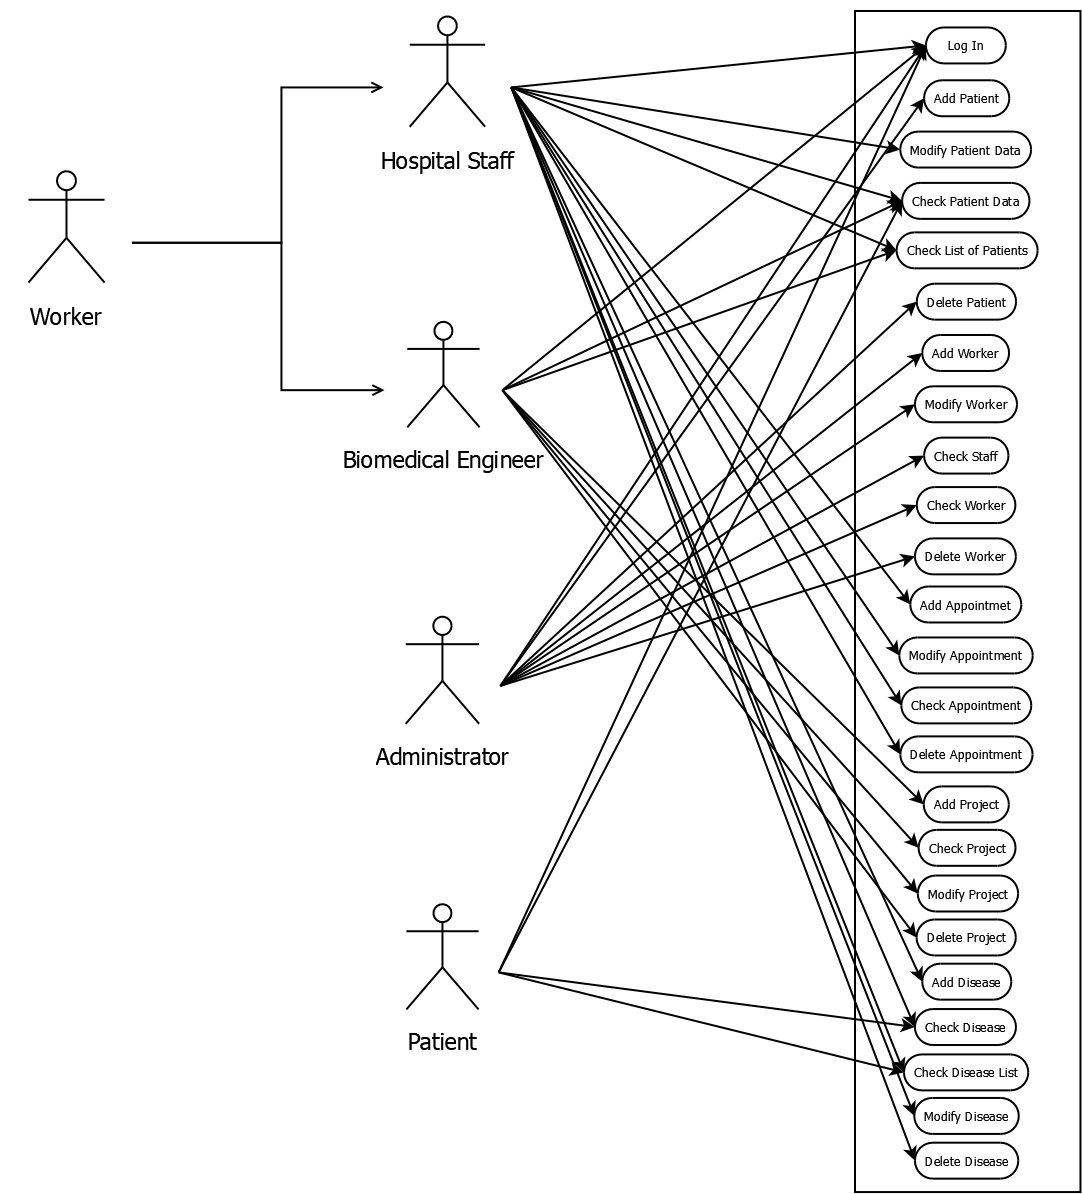 Hospital Staff
Worker
Biomedical Engineer
Administrator
Patient
Log In
Add Patient
Modify Patient Data
Check Patient Data
Check List of Patients
Delete Patient
Add Worker
Modify Worker
Check Staff
Check Worker
Delete Worker
Add Appointmet
Modify Appointment
Check Appointment
Delete Appointment
Add Project
Check Project
Modify Project
Delete Project
Add Disease
Check Disease
Check Disease List
Modify Disease
Delete Disease